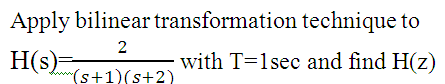 Apply bilinear transformation technique to
H(s)=2/(s+1)(s+2) with T=1sec and find H(z)